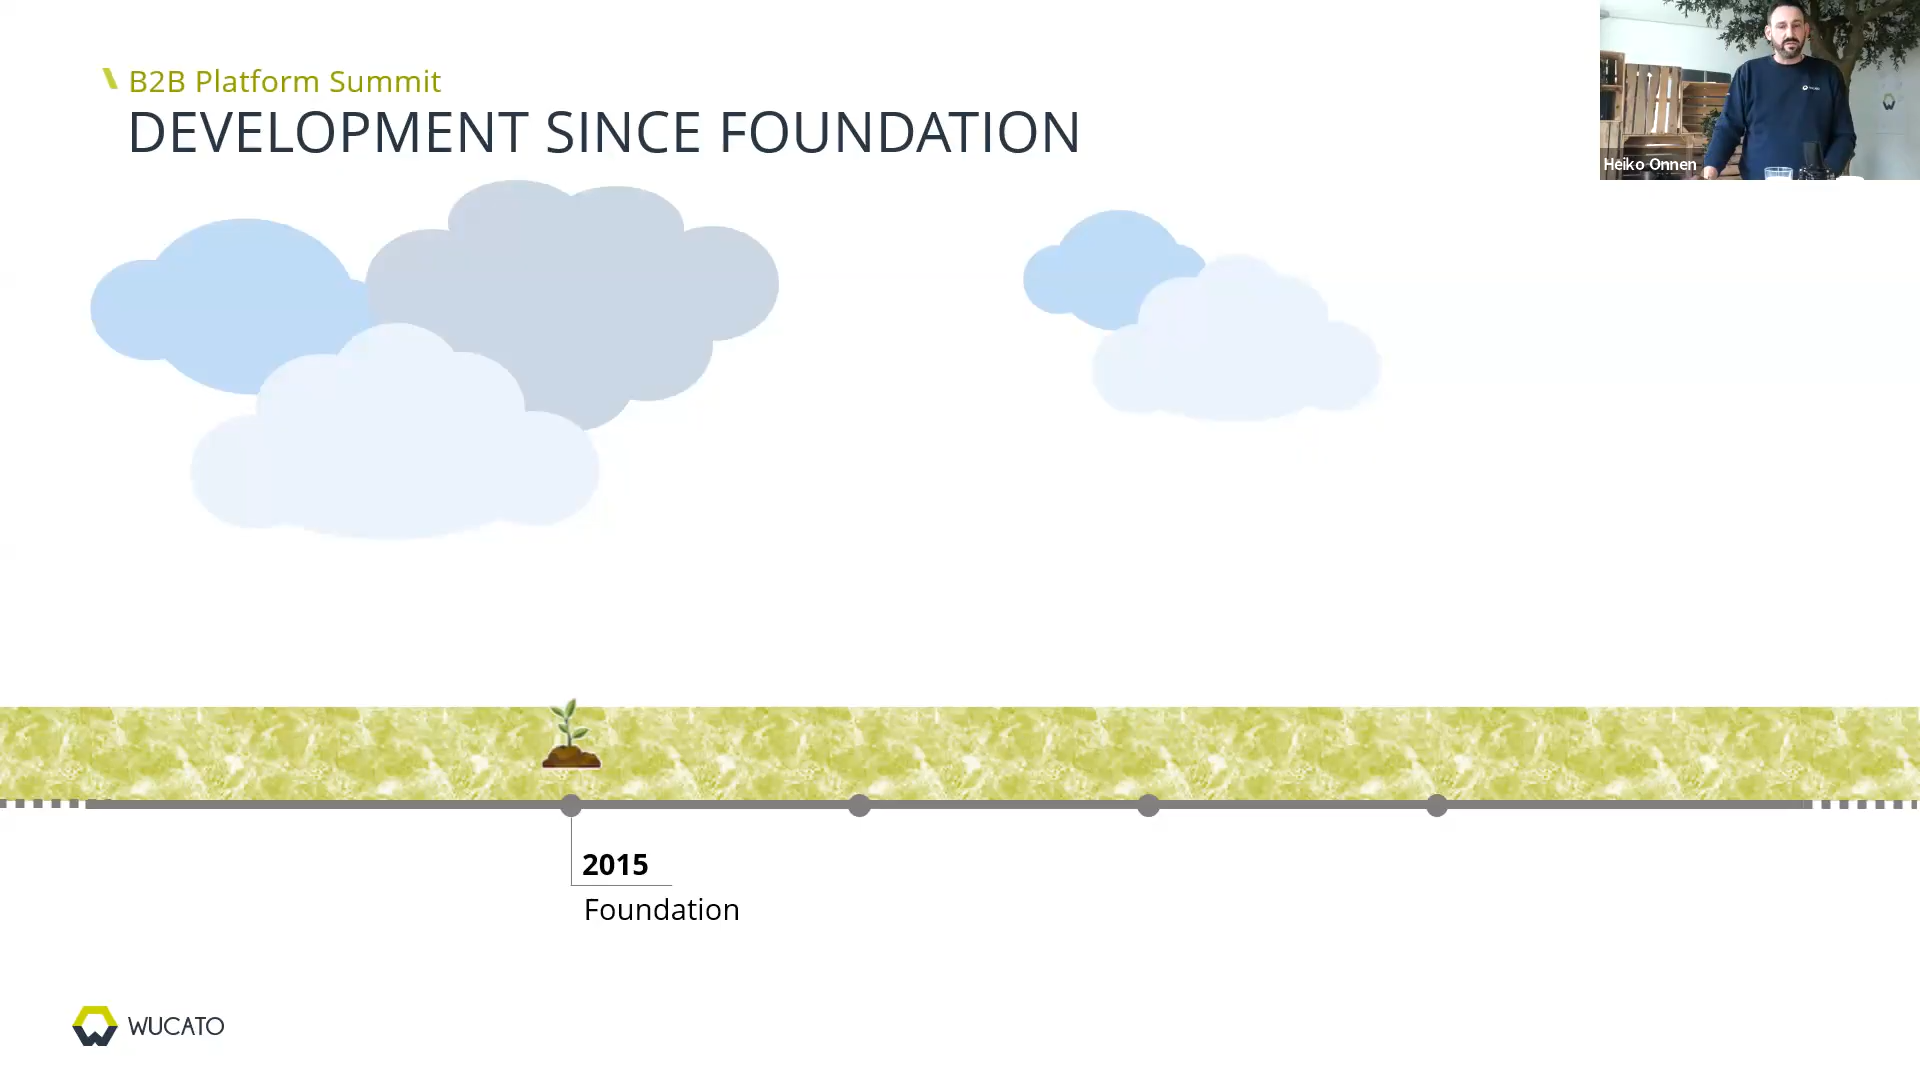 B2B Platform Summit
DEVELOPMENT SINCE FOUNDATION
Heiko Onnen
2015
Foundation
WUCATO